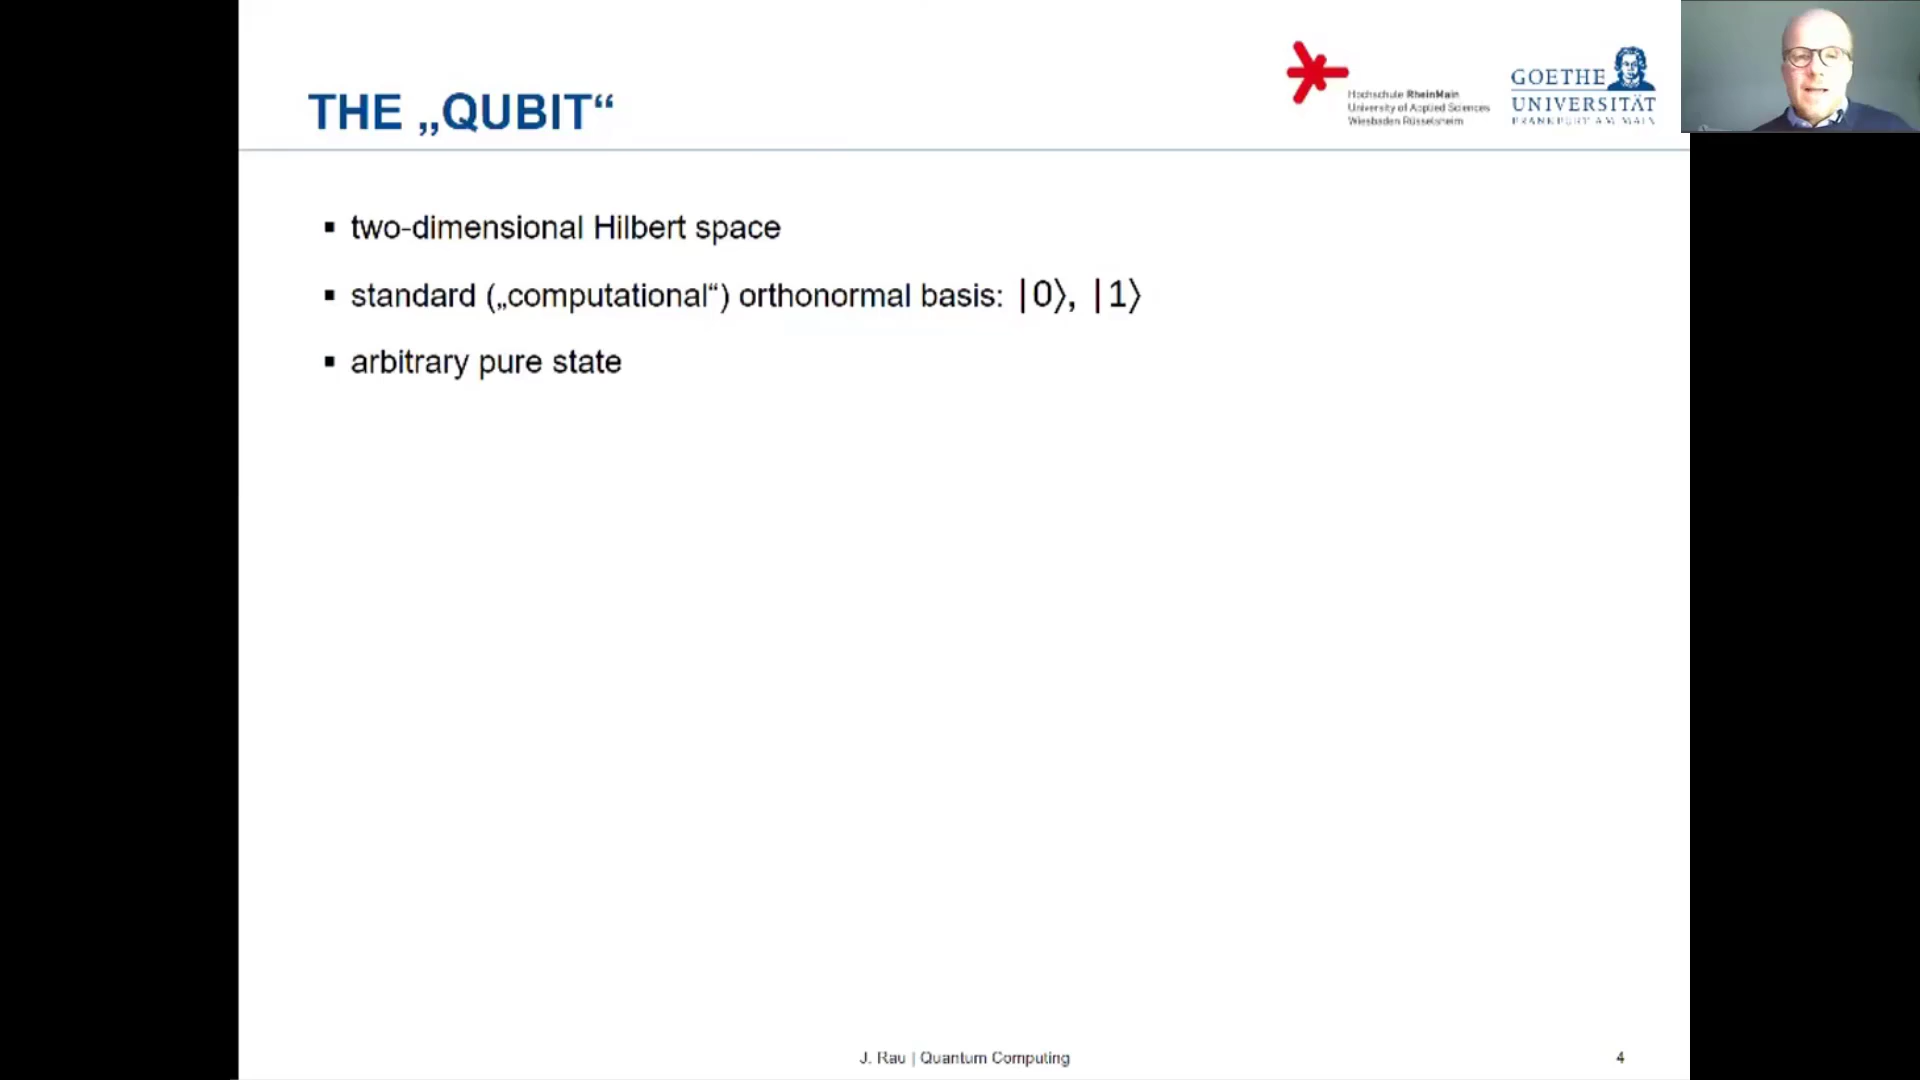 THE „QUBIT“
Hochschule RheinMain
University of Applied Sciences
Wiesbaden Rüsselsheim
GOETHE
UNIVERSITÄT
FRANKFURT AM MAIN
▪ two-dimensional Hilbert space
▪ standard („computational“) orthonormal basis: |0⟩, |1⟩
▪ arbitrary pure state
J. Rau | Quantum Computing
4